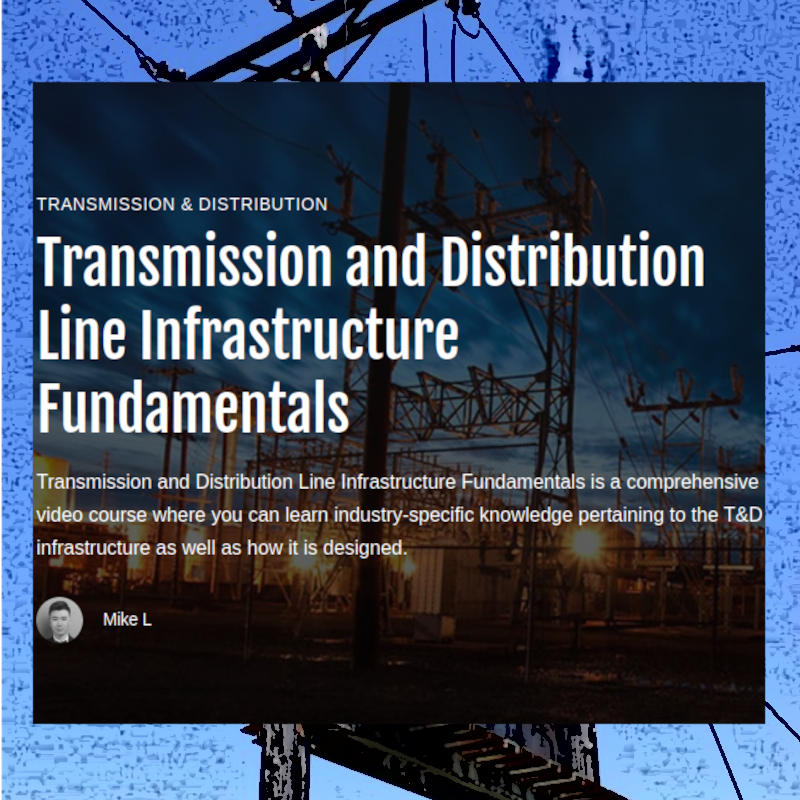 TRANSMISSION & DISTRIBUTION
Transmission and Distribution
Line Infrastructure
Fundamentals
Transmission and Distribution Line Infrastructure Fundamentals is a comprehensive
video course where you can learn industry-specific knowledge pertaining to the T&D
infrastructure as well as how it is designed.
Mike L